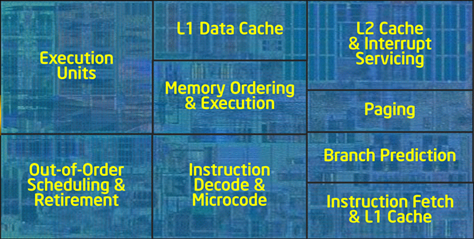 Execution
Units
L1 Data Cache
Memory Ordering
& Execution
L2 Cache
& Interrupt
Servicing
Paging
Out-of-Order
Scheduling &
Retirement
Instruction
Decode &
Microcode
Branch Prediction
Instruction Fetch
& L1 Cache